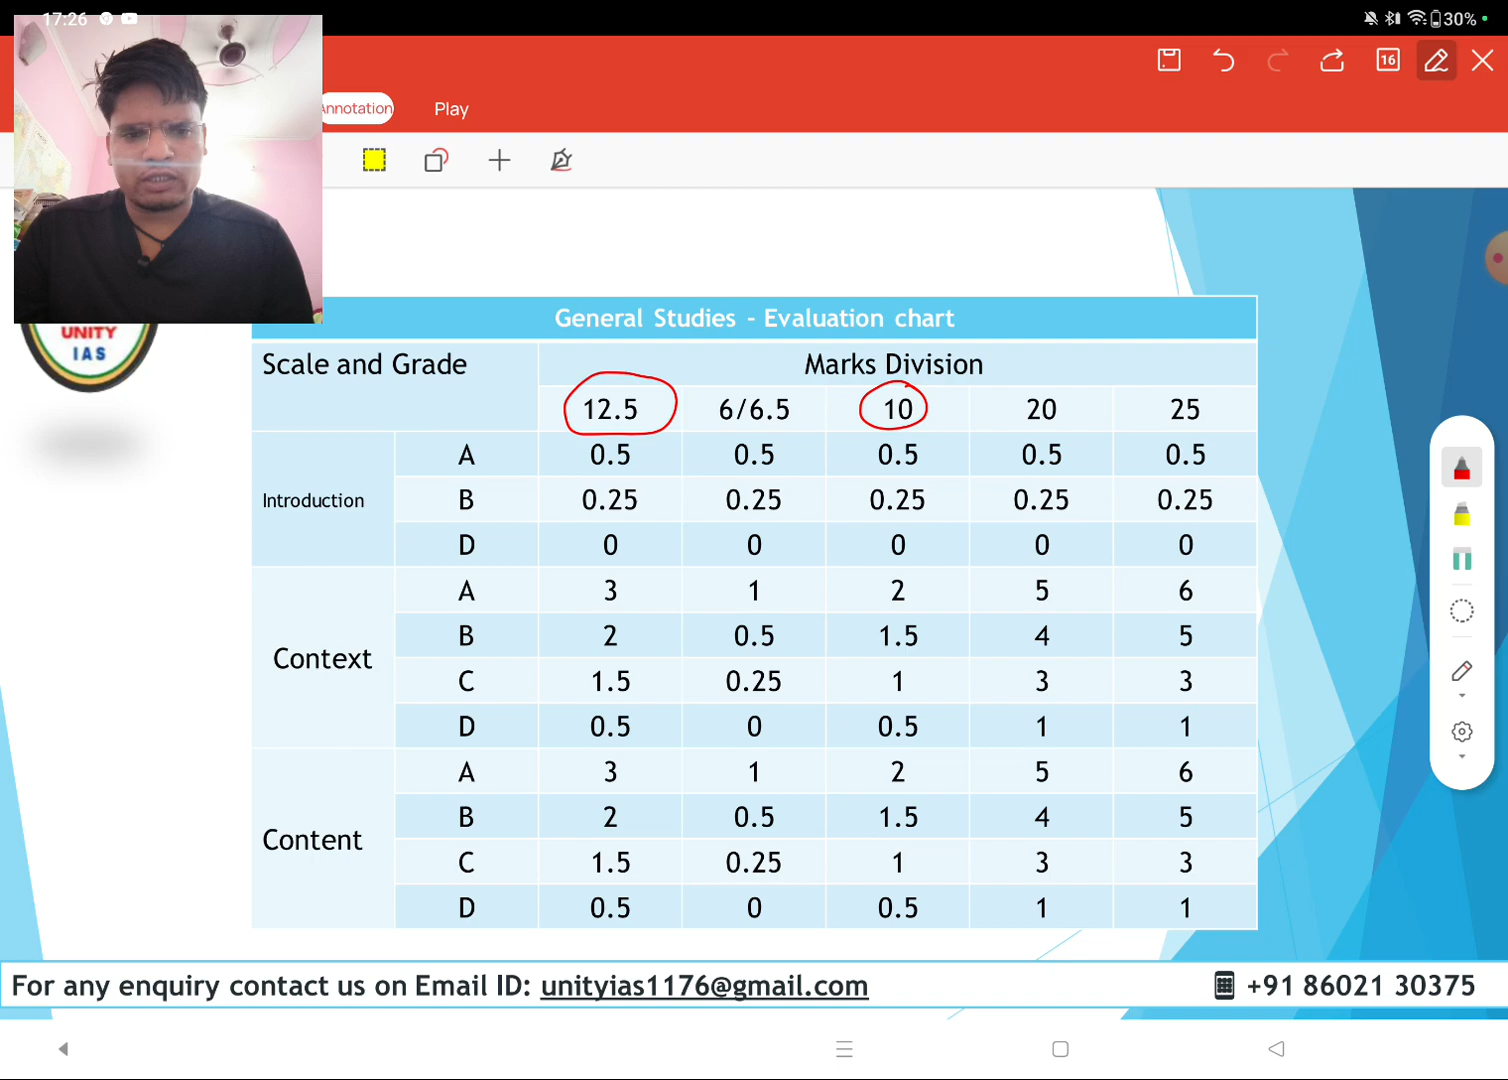 17:26
30%
16
Annotation Play
UNITY
IAS
General Studies - Evaluation chart
Scale and Grade Marks Division
12.5 6/6.5 10 20 25
Introduction
A 0.5 0.5 0.5 0.5 0.5
B 0.25 0.25 0.25 0.25 0.25
D 0 0 0 0 0
Context
A 3 1 2 5 6
B 2 0.5 1.5 4 5
C 1.5 0.25 1 3 3
D 0.5 0 0.5 1 1
Content
A 3 1 2 5 6
B 2 0.5 1.5 4 5
C 1.5 0.25 1 3 3
D 0.5 0 0.5 1 1
For any enquiry contact us on Email ID: unityias1176@gmail.com +91 86021 30375